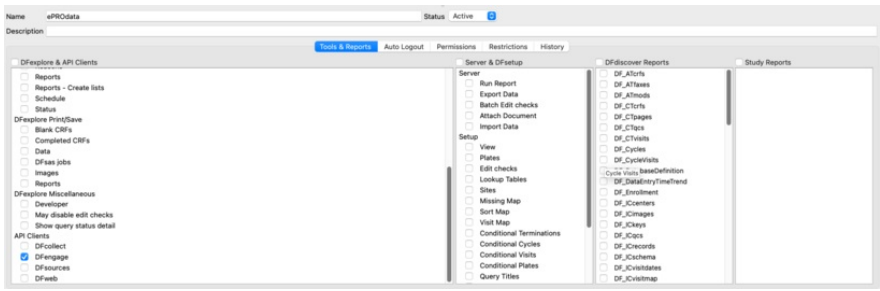 Name ePROdata Status Active
Description
Tools & Reports Auto Logout Permissions Restrictions History
DFexplore & API Clients
Reports
Reports - Create lists
Schedule
Status
DFexplore Print/Save
Blank CRFs
Completed CRFs
Data
DFsas jobs
Images
Reports
DFexplore Miscellaneous
Developer
May disable edit checks
Show query status detail
API Clients
DFcollect
DFengage
DFsources
DFweb
Server & DFsetup
Server
Run Report
Export Data
Batch Edit checks
Attach Document
Import Data
Setup
View
Plates
Edit checks
Lookup Tables
Sites
Missing Map
Sort Map
Visit Map
Conditional Terminations
Conditional Cycles
Conditional Visits
Conditional Plates
Query Titles
DFdiscover Reports
DF_ATcrfs
DF_ATfaxes
DF_ATmods
DF_CTcrfs
DF_CTpages
DF_CTqcs
DF_CTvisits
DF_Cycles
DF_CycleVisits
Cycle Visits baseDefinition
DF_DataEntryTimeTrend
DF_Enrollment
DF_ICcenters
DF_ICimages
DF_ICkeys
DF_ICqcs
DF_ICrecords
DF_ICschema
DF_ICvisitdates
DF_ICvisitmap
Study Reports